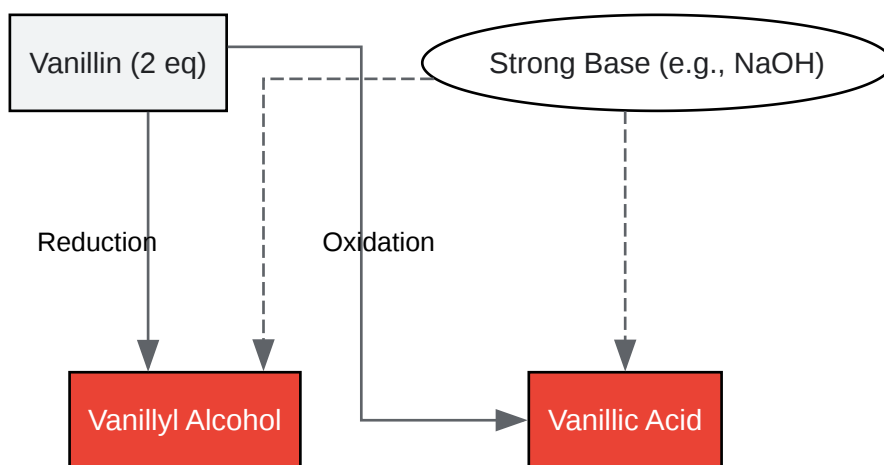 Vanillin (2 eq)
Strong Base (e.g., NaOH)
Reduction
Oxidation
Vanillyl Alcohol
Vanillic Acid